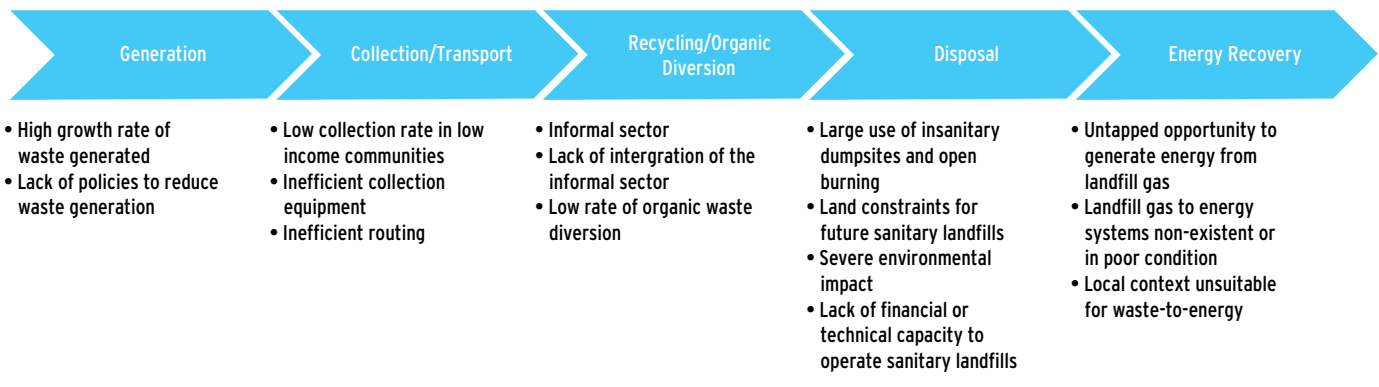 Generation
Collection/Transport
Recycling/Organic
Diversion
Disposal
Energy Recovery
• High growth rate of
waste generated
• Lack of policies to reduce
waste generation
• Low collection rate in low
income communities
• Inefficient collection
equipment
• Inefficient routing
• Informal sector
• Lack of intergration of the
informal sector
• Low rate of organic waste
diversion
• Large use of insanitary
dumpsites and open
burning
• Land constraints for
future sanitary landfills
• Severe environmental
impact
• Lack of financial or
technical capacity to
operate sanitary landfills
• Untapped opportunity to
generate energy from
landfill gas
• Landfill gas to energy
systems non-existent or
in poor condition
• Local context unsuitable
for waste-to-energy